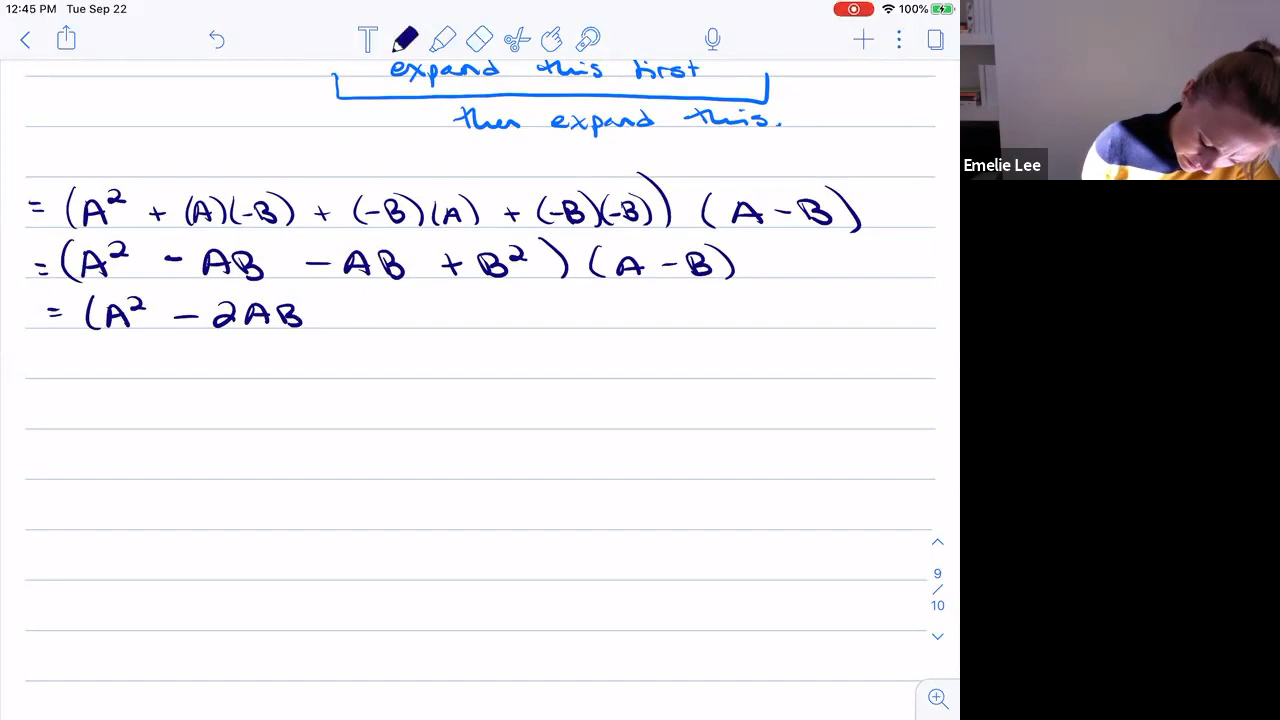 12:45 PM Tue Sep 22
100%
expand this first
then expand this.
Emelie Lee
= (A² + (A)(-B) + (-B)(A) + (-B)(-B)) (A - B)
= (A² - AB - AB + B²) (A - B)
= (A² - 2AB
9
/
10